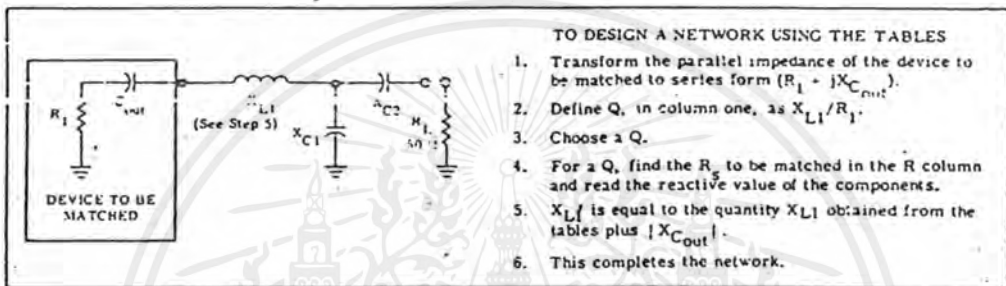 TO DESIGN A NETWORK USING THE TABLES
1. Transform the parallel impedance of the device to
be matched to series form (R1 + jXCout).
2. Define Q, in column one, as XL1/R1.
3. Choose a Q.
4. For a Q, find the Rs to be matched in the R column
and read the reactive value of the components.
5. XL1 is equal to the quantity XL1 obtained from the
tables plus |XCout|.
6. This completes the network.
R1
Cout
XL1
(See Step 5)
XC1
XC2
RL
DEVICE TO BE
MATCHED